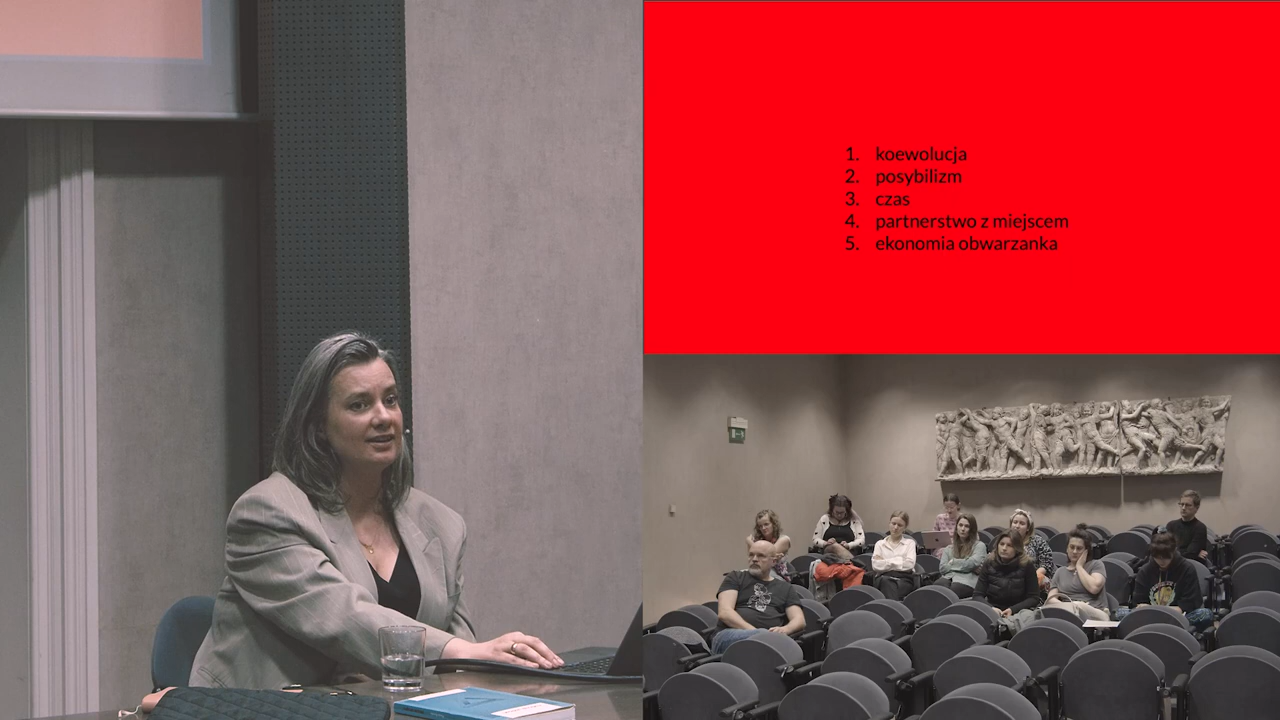 1. koewolucja
2. posybilizm
3. czas
4. partnerstwo z miejscem
5. ekonomia obwarzanka